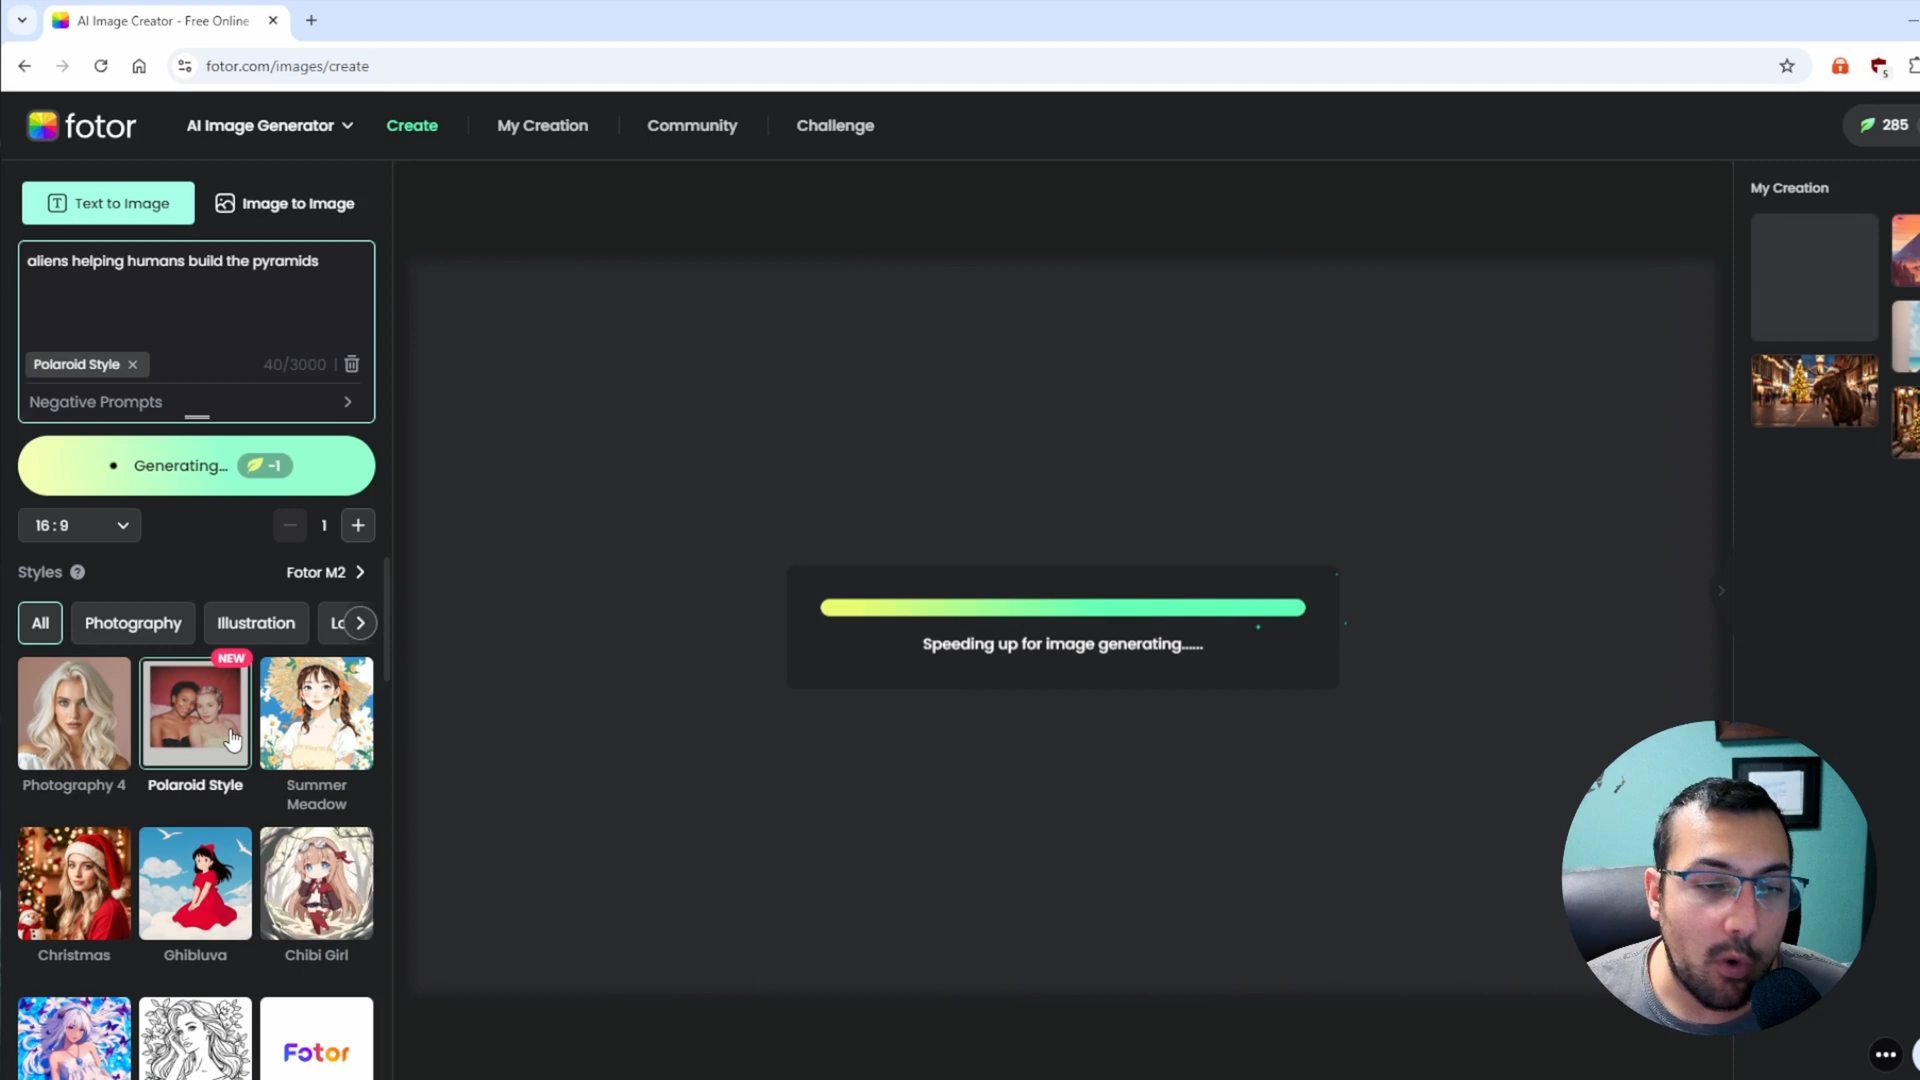 AI Image Creator - Free Online
fotor.com/images/create
5
fotor
AI Image Generator
Create
My Creation
Community
Challenge
285
Text to Image
Image to Image
My Creation
aliens helping humans build the pyramids
Polaroid Style
40/3000
Negative Prompts
Generating... -1
16:9
1
Styles
Fotor M2
All
Photography
Illustration
NEW
Speeding up for image generating......
Photography 4
Polaroid Style
Summer
Meadow
Christmas
Ghibluva
Chibi Girl
Fotor